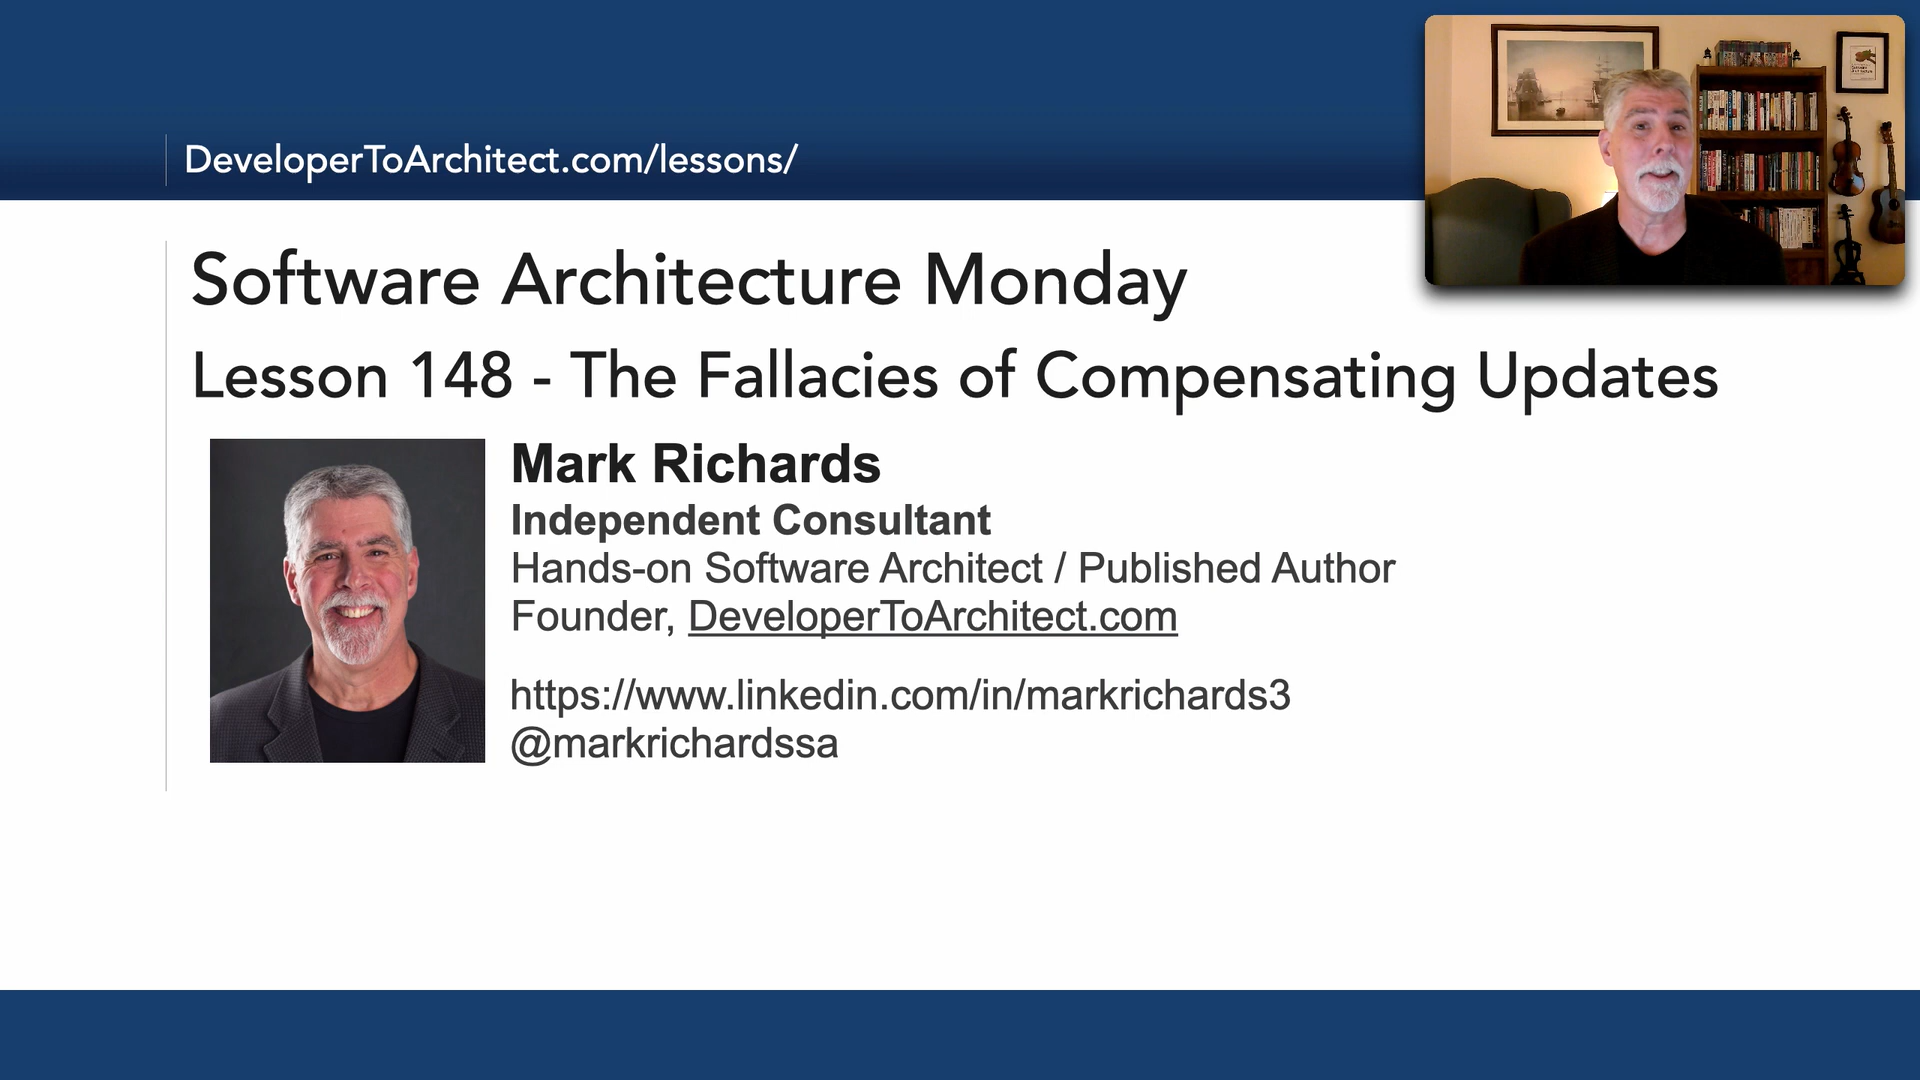 DeveloperToArchitect.com/lessons/
Software Architecture Monday
Lesson 148 - The Fallacies of Compensating Updates
Mark Richards
Independent Consultant
Hands-on Software Architect / Published Author
Founder, DeveloperToArchitect.com
https://www.linkedin.com/in/markrichards3
@markrichardssa